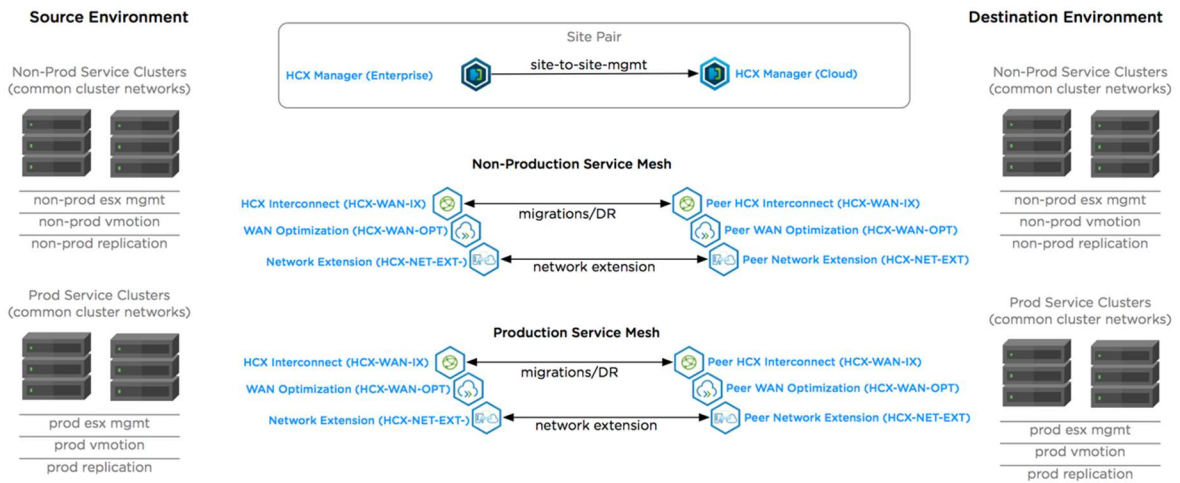 Source Environment
Destination Environment
Site Pair
HCX Manager (Enterprise)
site-to-site-mgmt
HCX Manager (Cloud)
Non-Prod Service Clusters
(common cluster networks)
non-prod esx mgmt
non-prod vmotion
non-prod replication
Non-Production Service Mesh
HCX Interconnect (HCX-WAN-IX)
migrations/DR
Peer HCX Interconnect (HCX-WAN-IX)
WAN Optimization (HCX-WAN-OPT)
Peer WAN Optimization (HCX-WAN-OPT)
Network Extension (HCX-NET-EXT-)
network extension
Peer Network Extension (HCX-NET-EXT)
Non-Prod Service Clusters
(common cluster networks)
non-prod esx mgmt
non-prod vmotion
non-prod replication
Prod Service Clusters
(common cluster networks)
prod esx mgmt
prod vmotion
prod replication
Production Service Mesh
HCX Interconnect (HCX-WAN-IX)
migrations/DR
Peer HCX Interconnect (HCX-WAN-IX)
WAN Optimization (HCX-WAN-OPT)
Peer WAN Optimization (HCX-WAN-OPT)
Network Extension (HCX-NET-EXT-)
network extension
Peer Network Extension (HCX-NET-EXT)
Prod Service Clusters
(common cluster networks)
prod esx mgmt
prod vmotion
prod replication